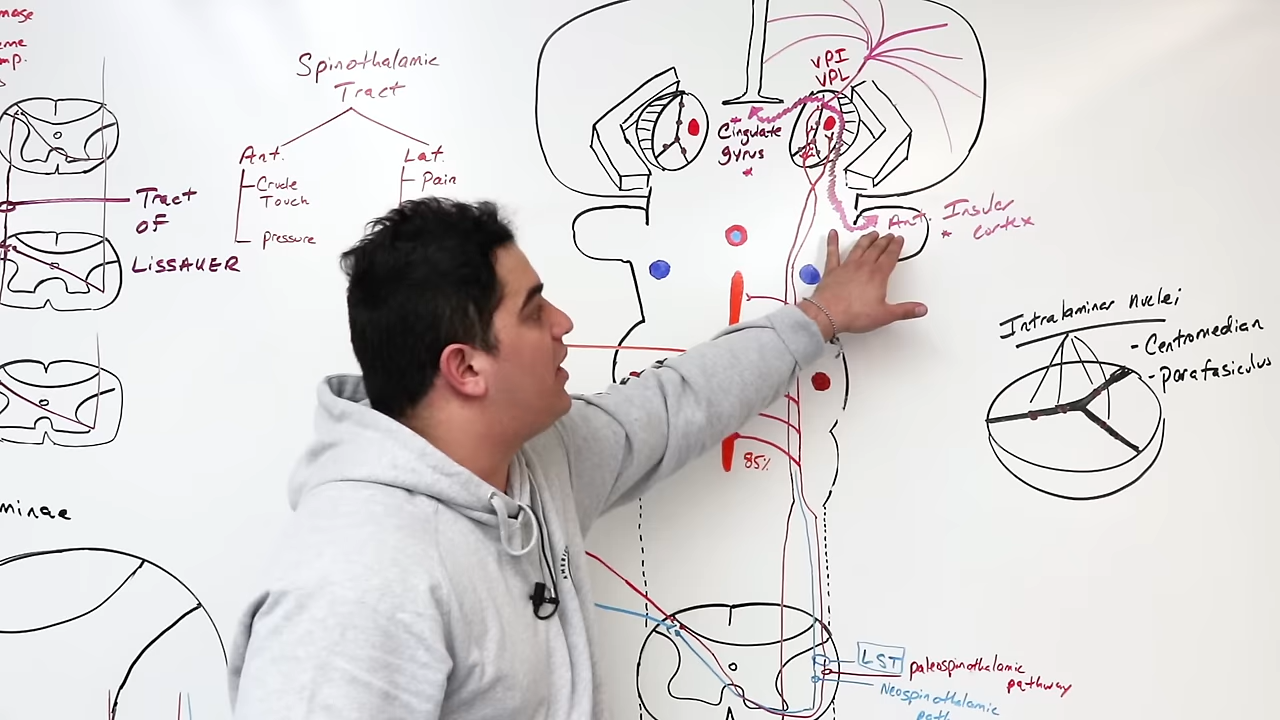 Spinothalamic
Tract
Ant.
Crude
Touch
Pressure
Lat.
Pain
Tract
OF
LISSAUER
VPI
VPL
Cingulate
gyrus
*
Ant. Insular
* cortex
85%
Intralaminar Nuclei
- Centromedian
- parafasiculus
LST
paleospinothalamic
pathway
Neospinothalamic
path